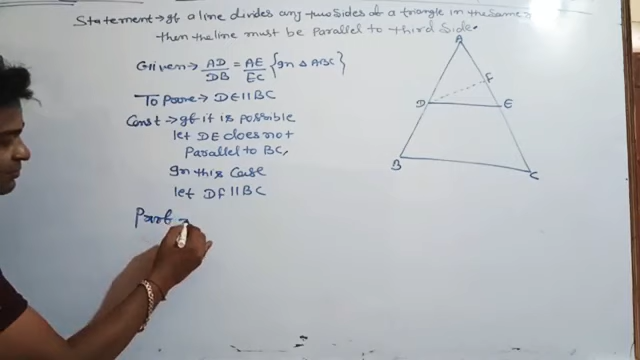 Statement → If a line divides any two sides of a triangle in the same
then the line must be parallel to third side.
Given → AD/DB = AE/EC {In △ ABC}
To Prove → DE || BC
Const → If it is possible
let DE does not
Parallel to BC,
In this Case
let DF || BC
Proof →
A
F
D
E
B
C